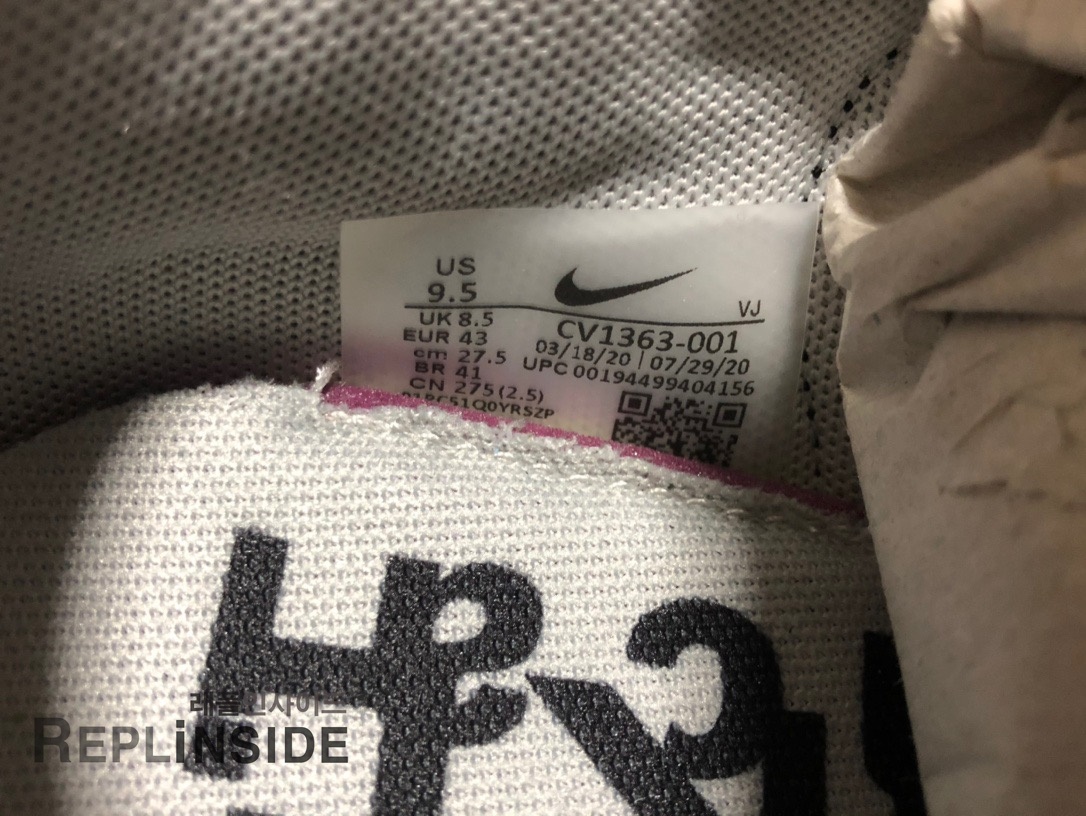 US
9.5
VJ
UK 8.5
CV1363-001
EUR 43
03/18/20 | 07/29/20
cm 27.5
UPC 00194499404156
BR 41
CN 275 (2.5)
레플인사이드
REPLiNSIDE